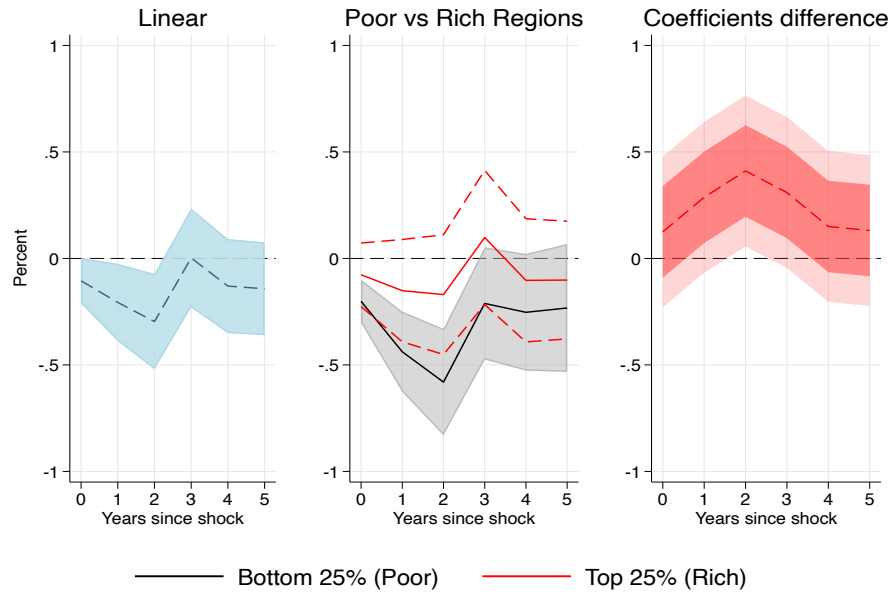 Linear
Poor vs Rich Regions
Coefficients difference
Percent
1
.5
0
-.5
-1
0 1 2 3 4 5
Years since shock
1
.5
0
-.5
-1
0 1 2 3 4 5
Years since shock
1
.5
0
-.5
-1
0 1 2 3 4 5
Years since shock
Bottom 25% (Poor)
Top 25% (Rich)